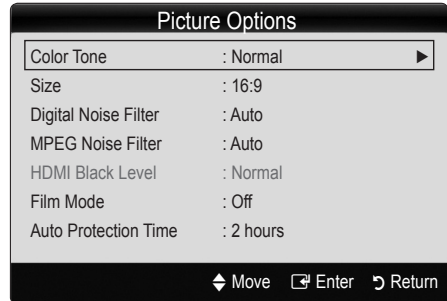 Picture Options
Color Tone : Normal ▶
Size : 16:9
Digital Noise Filter : Auto
MPEG Noise Filter : Auto
HDMI Black Level : Normal
Film Mode : Off
Auto Protection Time : 2 hours
Move Enter Return